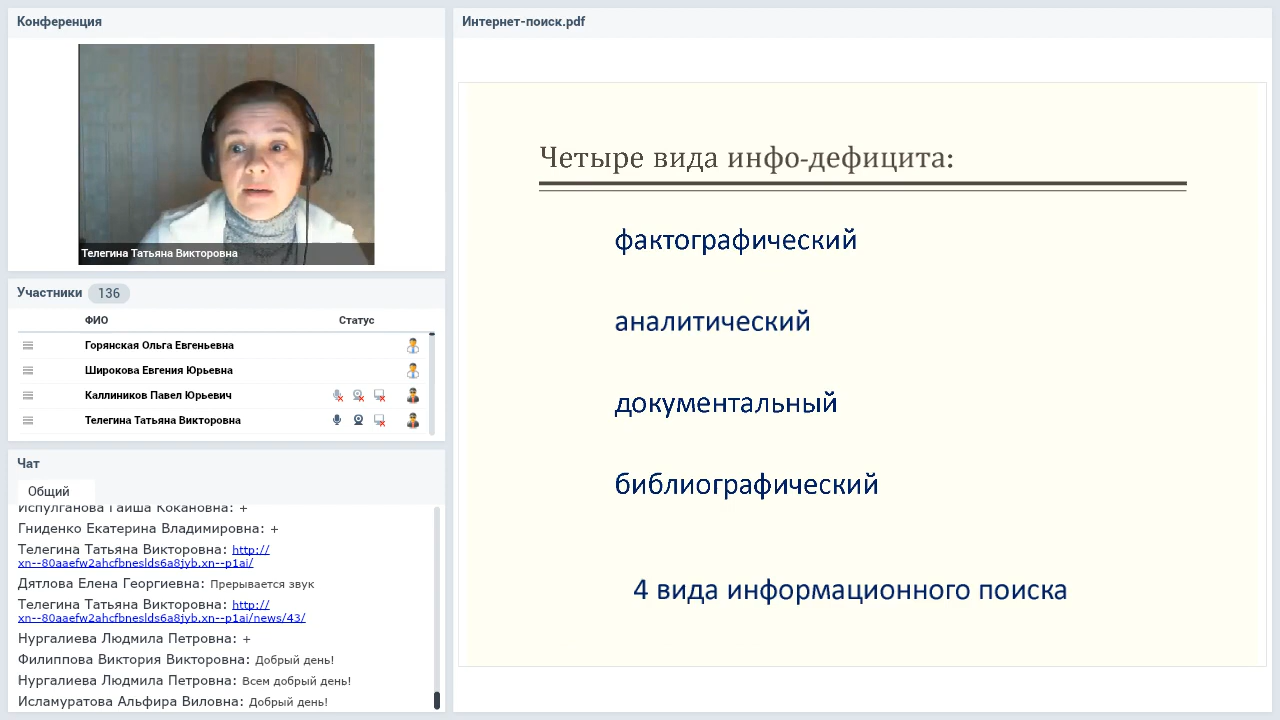 Конференция
Телегина Татьяна Викторовна
Участники 136
ФИО Статус
Горянская Ольга Евгеньевна
Широкова Евгения Юрьевна
Каллиников Павел Юрьевич
Телегина Татьяна Викторовна
Чат
Общий
Испулганова Гайша Кокановна: +
Гниденко Екатерина Владимировна: +
Телегина Татьяна Викторовна: http://
xn--80aaefw2ahcfbneslds6a8jyb.xn--p1ai/
Дятлова Елена Георгиевна: Прерывается звук
Телегина Татьяна Викторовна: http://
xn--80aaefw2ahcfbneslds6a8jyb.xn--p1ai/news/43/
Нургалиева Людмила Петровна: +
Филиппова Виктория Викторовна: Добрый день!
Нургалиева Людмила Петровна: Всем добрый день!
Исламуратова Альфира Виловна: Добрый день!
Интернет-поиск.pdf
Четыре вида инфо-дефицита:
фактографический
аналитический
документальный
библиографический
4 вида информационного поиска